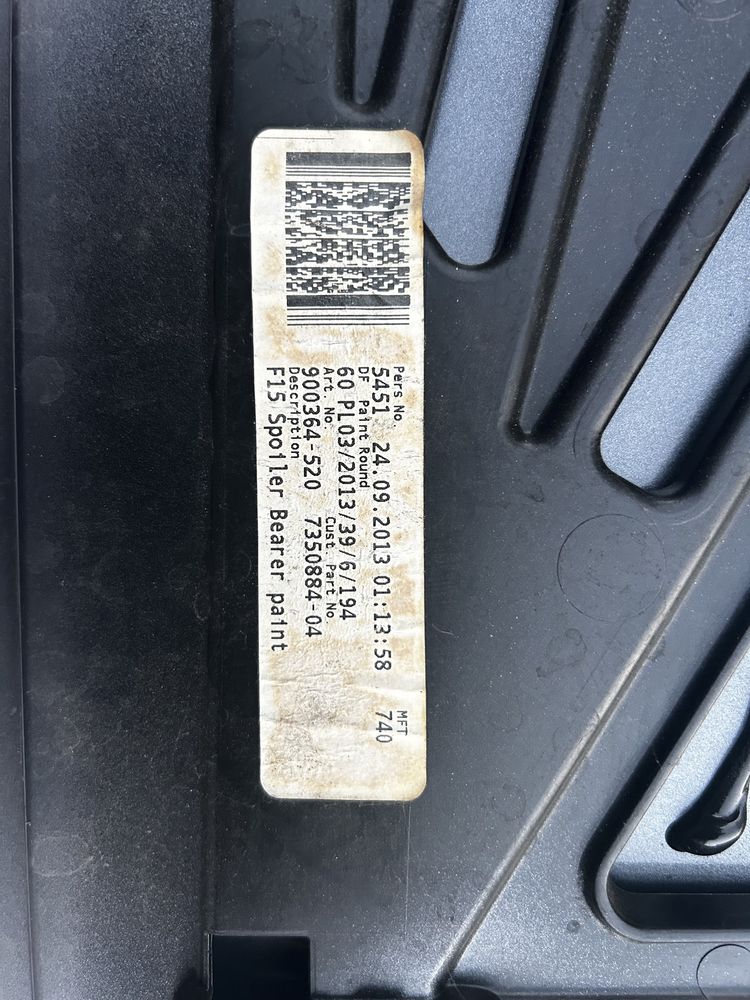 Pers No.
5451 24.09.2013 01:13:58
MFT
740
DF Paint Round
60 PL03/2013/39/6/194
Art. No. Cust. Part No
900364-520 7350884-04
Description
F15 Spoiler Bearer paint